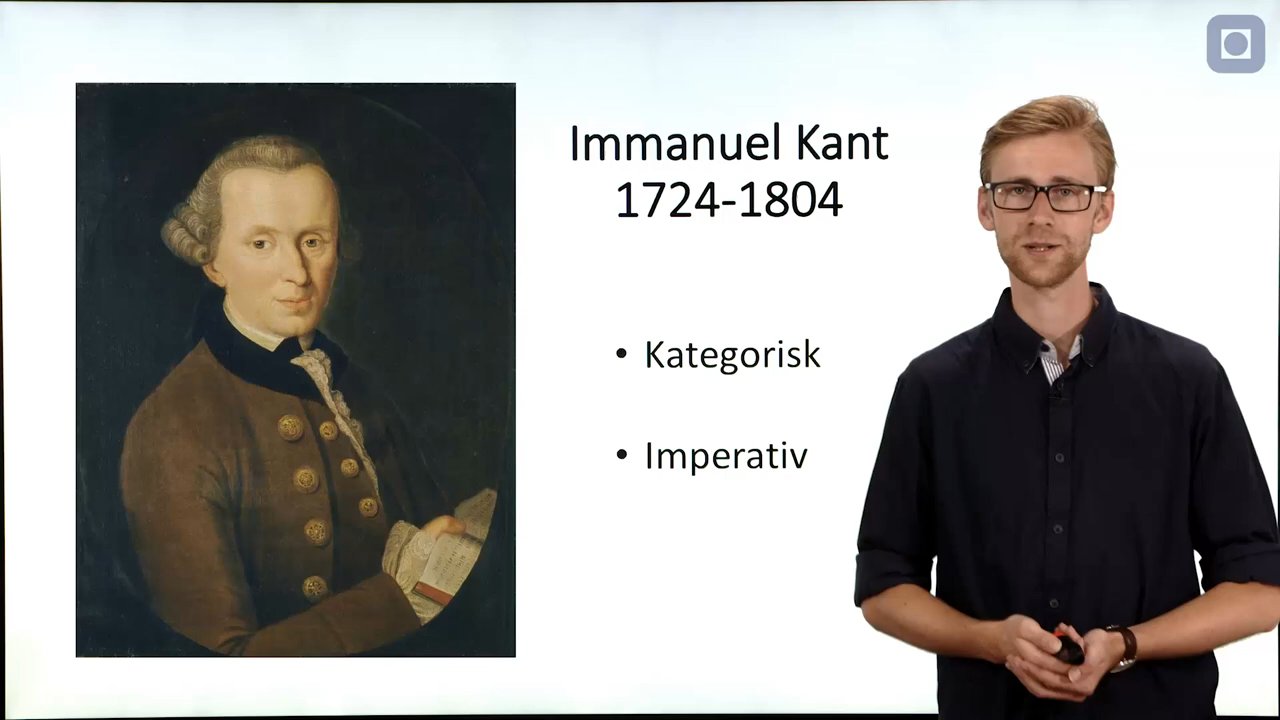 Immanuel Kant
1724-1804
• Kategorisk
• Imperativ